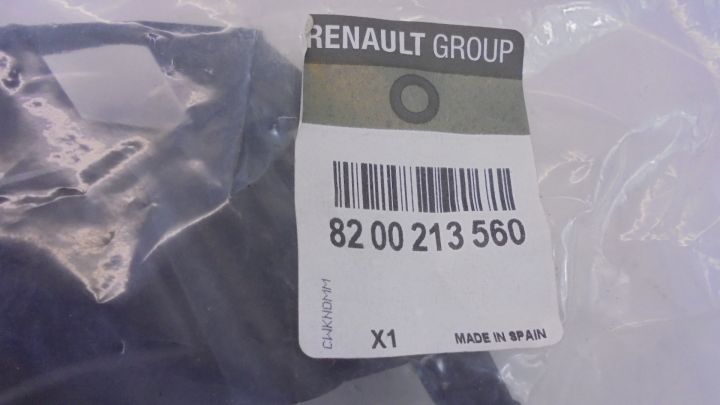 RENAULT GROUP
82 00 213 560
CWKNDMM
X1
MADE IN SPAIN